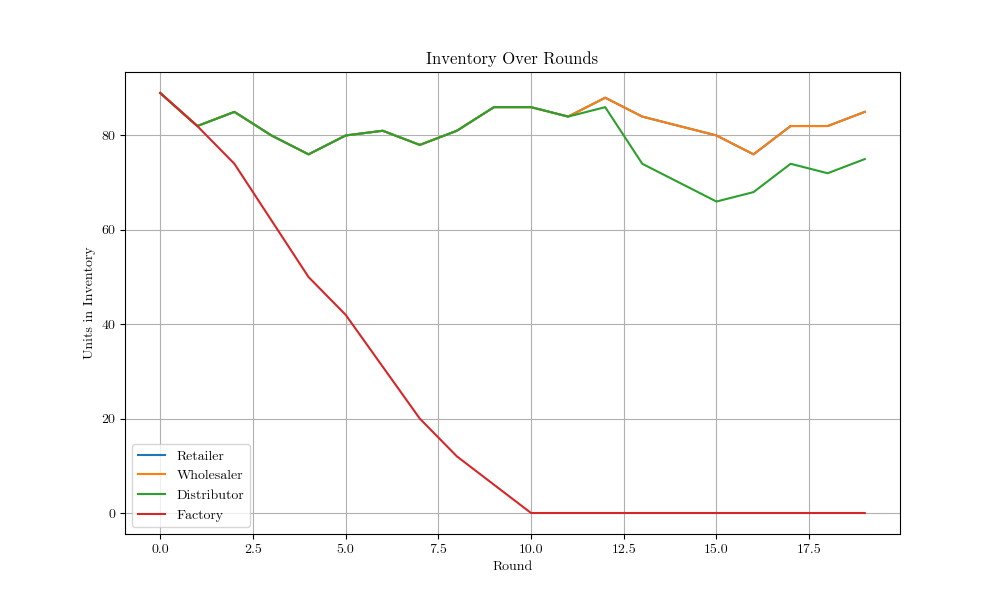 Inventory Over Rounds
Units in Inventory
80
60
40
20
0
Retailer
Wholesaler
Distributor
Factory
0.0 2.5 5.0 7.5 10.0 12.5 15.0 17.5
Round